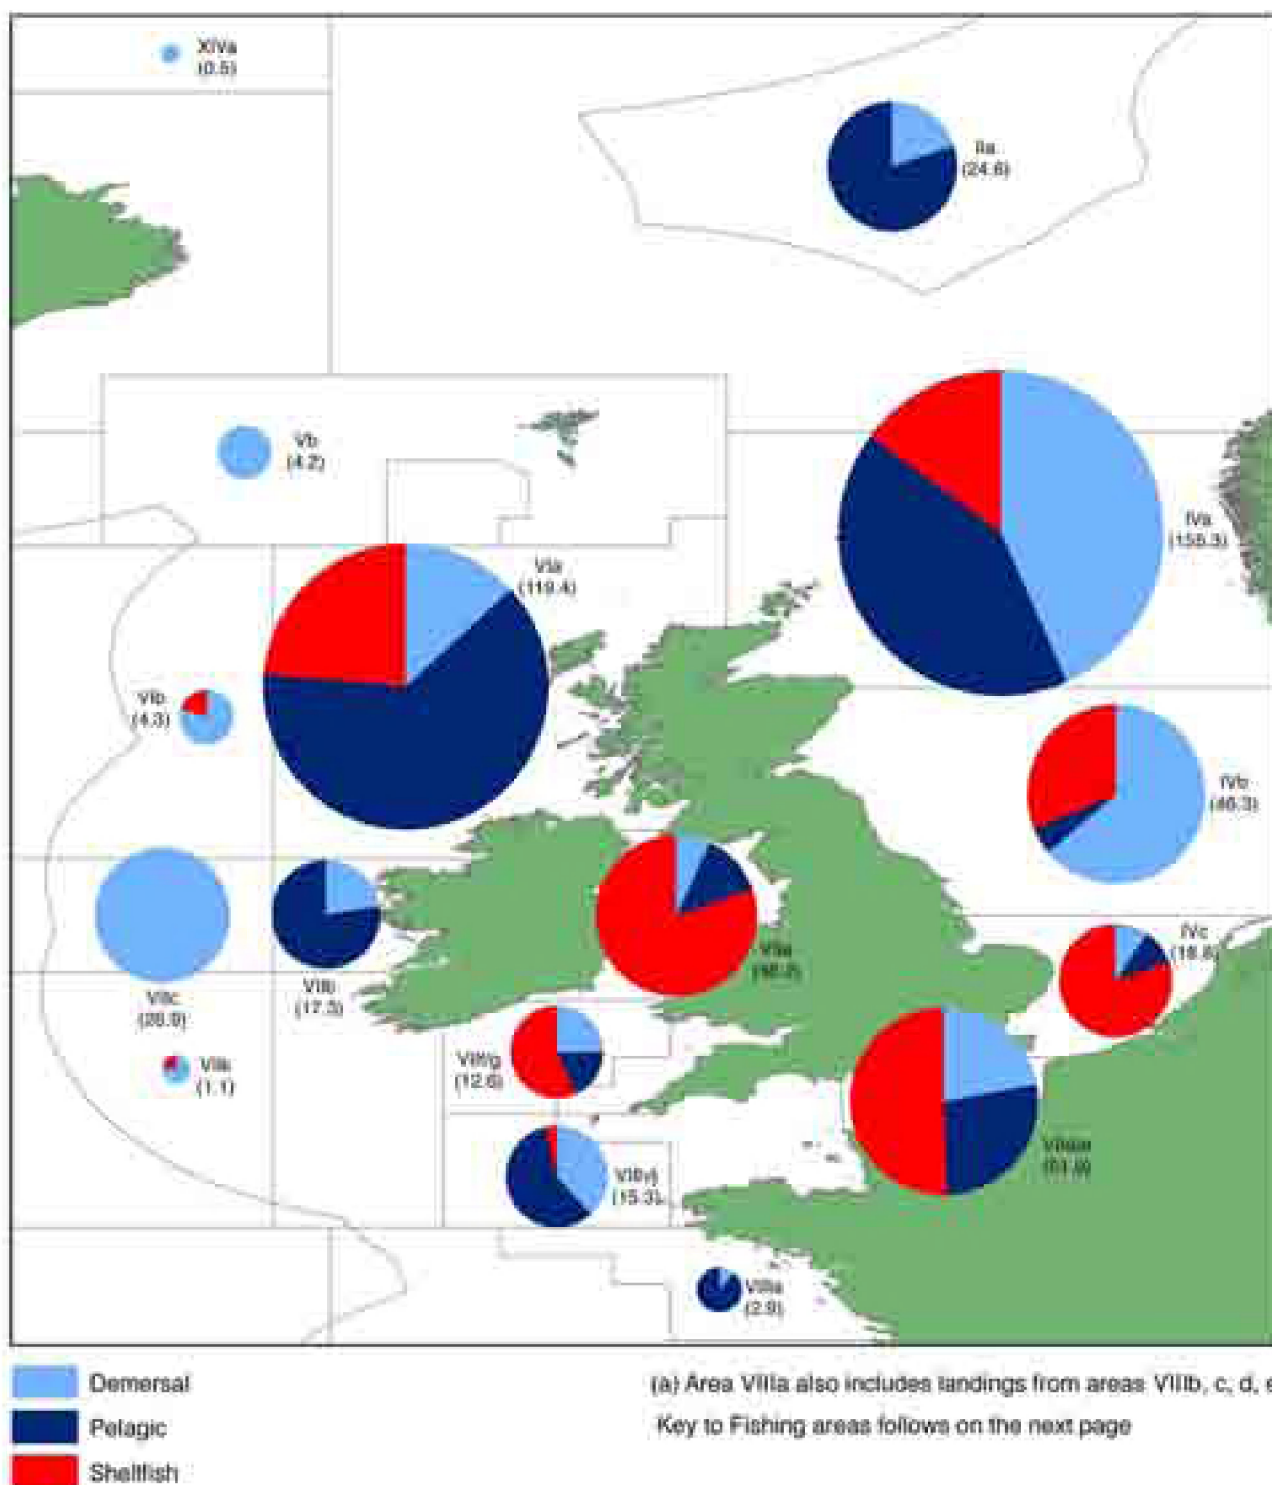 XIVa
(0.5)
IIa
(24.6)
Vb
(4.2)
IVa
(155.3)
VIa
(119.4)
VIb
(4.3)
IVb
(46.3)
IVc
(18.8)
VIIa
VIIc
(26.9)
VIIb
(17.3)
VIIk
(1.1)
VIIf/g
(12.6)
(51.9)
(15.3)
VIIIa
(2.9)
Demersal
Pelagic
Shellfish
(a) Area VIIIa also includes landings from areas VIIIb, c, d, e
Key to Fishing areas follows on the next page